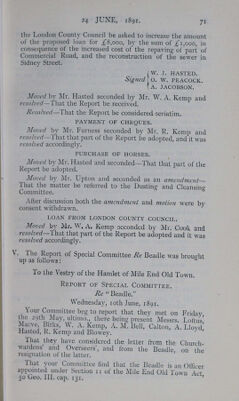 24 JUNE, 1891. 71
the London County Council be asked to increase the amount
of the proposed loan for £8,000, by the sum of £1,000, in
consequence of the increased cost of the repaving of part of
Commercial Road, and the reconstruction of the sewer in
Sidney Street.
W. J. HASTED.
Signed G. W. PEACOCK.
A. JACOBSON.
Moved by Mr. Hasted seconded by Mr. W. A. Kemp and
resolved—That the Report be received.
Resolved—That the Report be considered seriatim.
PAYMENT OF CHEQUES.
Moved by Mr. Furness seconded by Mr. R. Kemp and
resolved—That that part of the Report be adopted, and it was
resolved accordingly.
PURCHASE OF HORSES.
Moved by Mr. Hasted and seconded—That that part of the
Report be adopted.
Moved by Mr. Upton and seconded as an amendment—
That the matter be referred to the Dusting and Cleansing
Committee.
After discussion both the amendment and motion were by
consent withdrawn.
LOAN FROM LONDON COUNTY COUNCIL.
Moved by Mr. W. A. Kemp seconded by Mr. Cook and
resolved—That that part of the Report be adopted and it was
resolved accordingly.
V. The Report of Special Committee Re Beadle was brought
up as follows:
To the Vestry of the Hamlet of Mile End Old Town.
REPORT OF SPECIAL COMMITTEE.
Re "Beadle."
Wednesday, 10th June, 1891.
Your Committee beg to report that they met on Friday,
the 29th May, ultimo, there being present Messrs. Loftus,
Macve, Birks, W. A. Kemp, A. M. Bell, Calton, A. Lloyd,
Hasted, R. Kemp and Blowey.
That they have considered the letter from the Church-
wardens' and Overseers', and from the Beadle, on the
resignation of the latter.
That your Committee find that the Beadle is an Officer
appointed under Section 11 of the Mile End Old Town Act,
50 Geo. III. cap. 131.